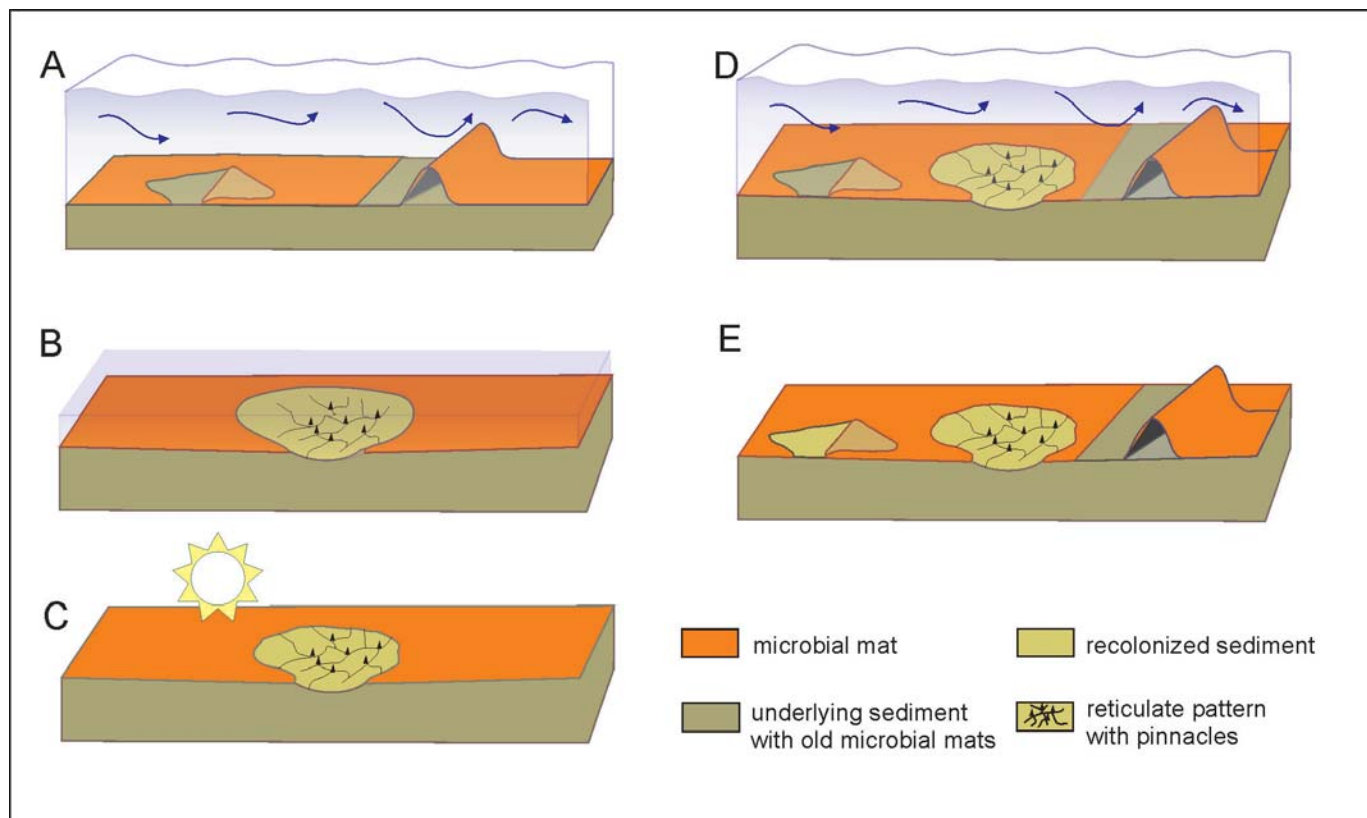 A
D
B
E
C
microbial mat
recolonized sediment
underlying sediment
with old microbial mats
reticulate pattern
with pinnacles